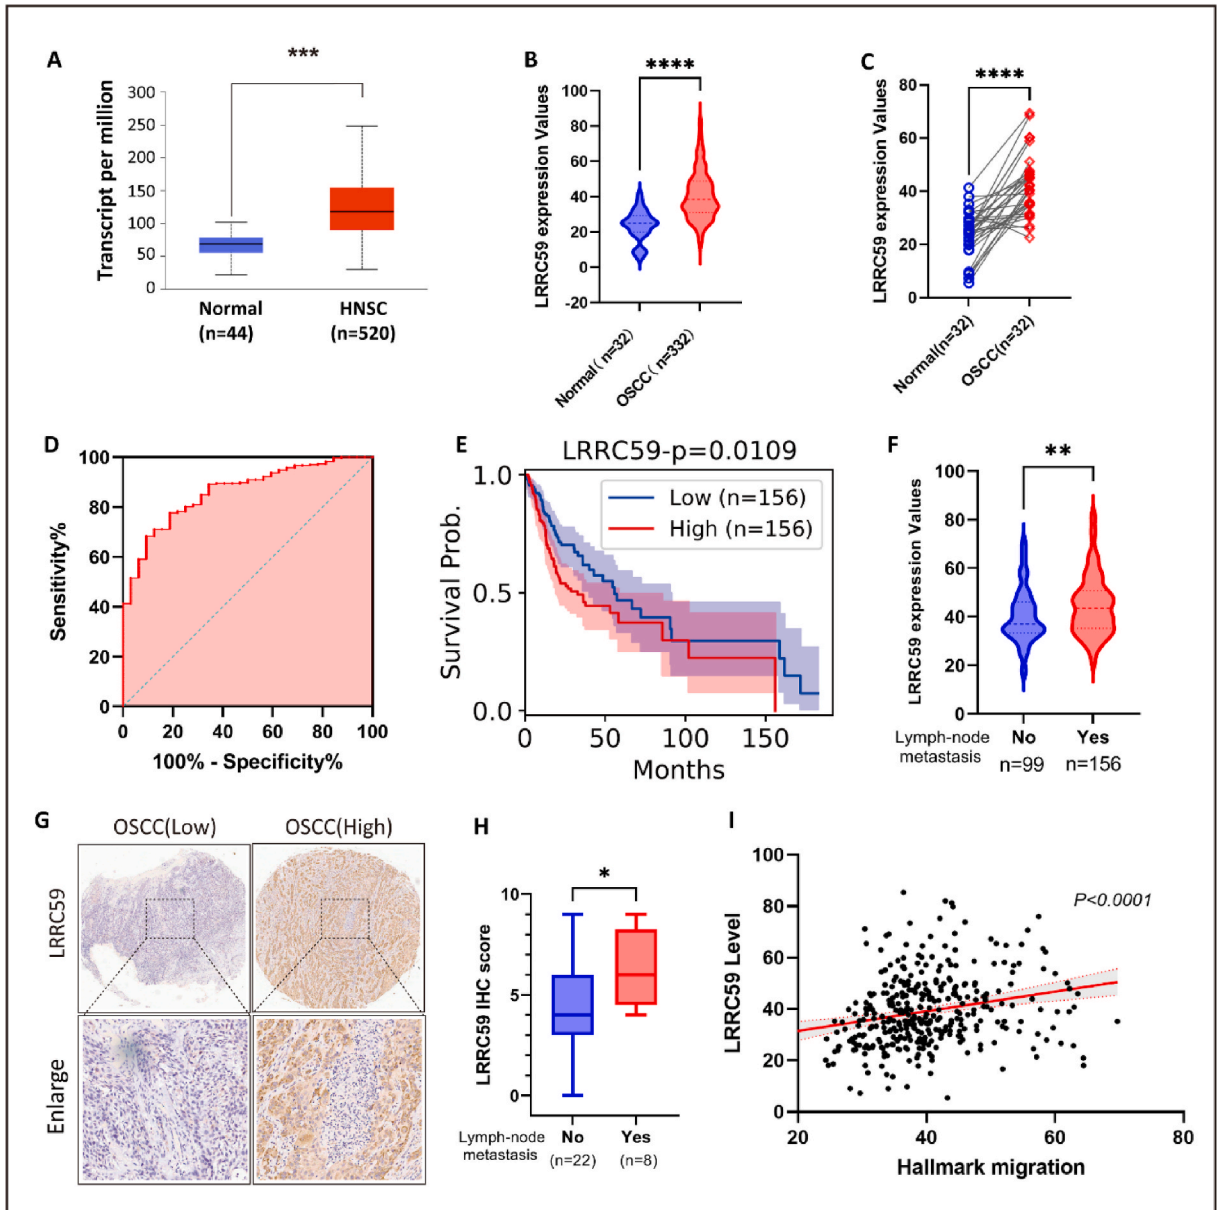 A
***
Transcript per million
300
250
200
150
100
50
0
Normal
(n=44)
HNSC
(n=520)
B
****
LRRC59 expression Values
100
80
60
40
20
0
-20
Normal( n=32)
OSCC( n=332)
C
****
LRRC59 expression Values
80
60
40
20
0
Normal(n=32)
OSCC(n=32)
D
Sensitivity%
100
80
60
40
20
0
0 20 40 60 80 100
100% - Specificity%
E
LRRC59-p=0.0109
Low (n=156)
High (n=156)
Survival Prob.
1.0
0.5
0.0
0 50 100 150
Months
F
**
LRRC59 expression Values
100
80
60
40
20
0
Lymph-node
metastasis
No Yes
n=99 n=156
G
OSCC(Low) OSCC(High)
LRRC59
Enlarge
H
*
LRRC59 IHC score
10
5
0
Lymph-node
metastasis
No Yes
(n=22) (n=8)
I
P<0.0001
LRRC59 Level
100
80
60
40
20
0
20 40 60 80
Hallmark migration